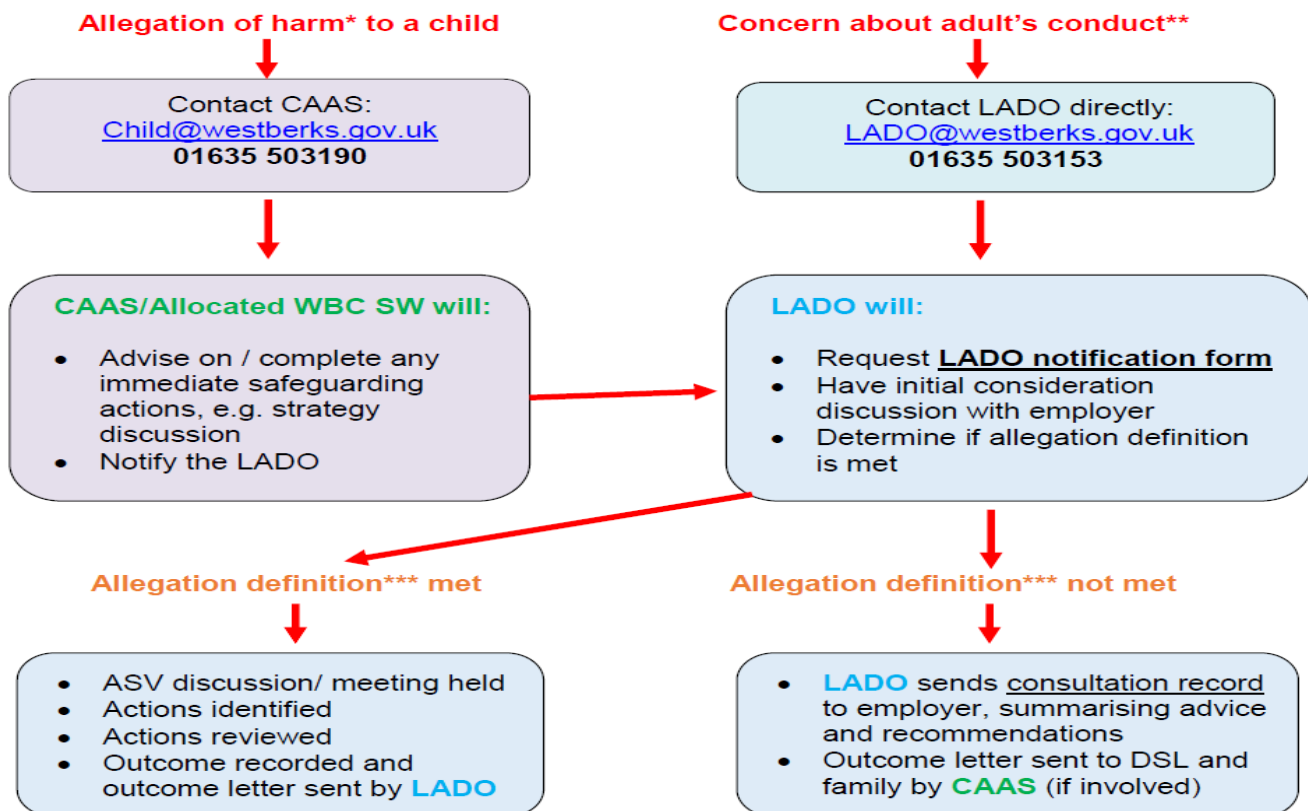 Allegation of harm* to a child
Concern about adult's conduct**
Contact CAAS:
Child@westberks.gov.uk
01635 503190
Contact LADO directly:
LADO@westberks.gov.uk
01635 503153
CAAS/Allocated WBC SW will:
• Advise on / complete any
immediate safeguarding
actions, e.g. strategy
discussion
• Notify the LADO
LADO will:
• Request LADO notification form
• Have initial consideration
discussion with employer
• Determine if allegation definition
is met
Allegation definition*** met
Allegation definition*** not met
• ASV discussion/ meeting held
• Actions identified
• Actions reviewed
• Outcome recorded and
outcome letter sent by LADO
• LADO sends consultation record
to employer, summarising advice
and recommendations
• Outcome letter sent to DSL and
family by CAAS (if involved)